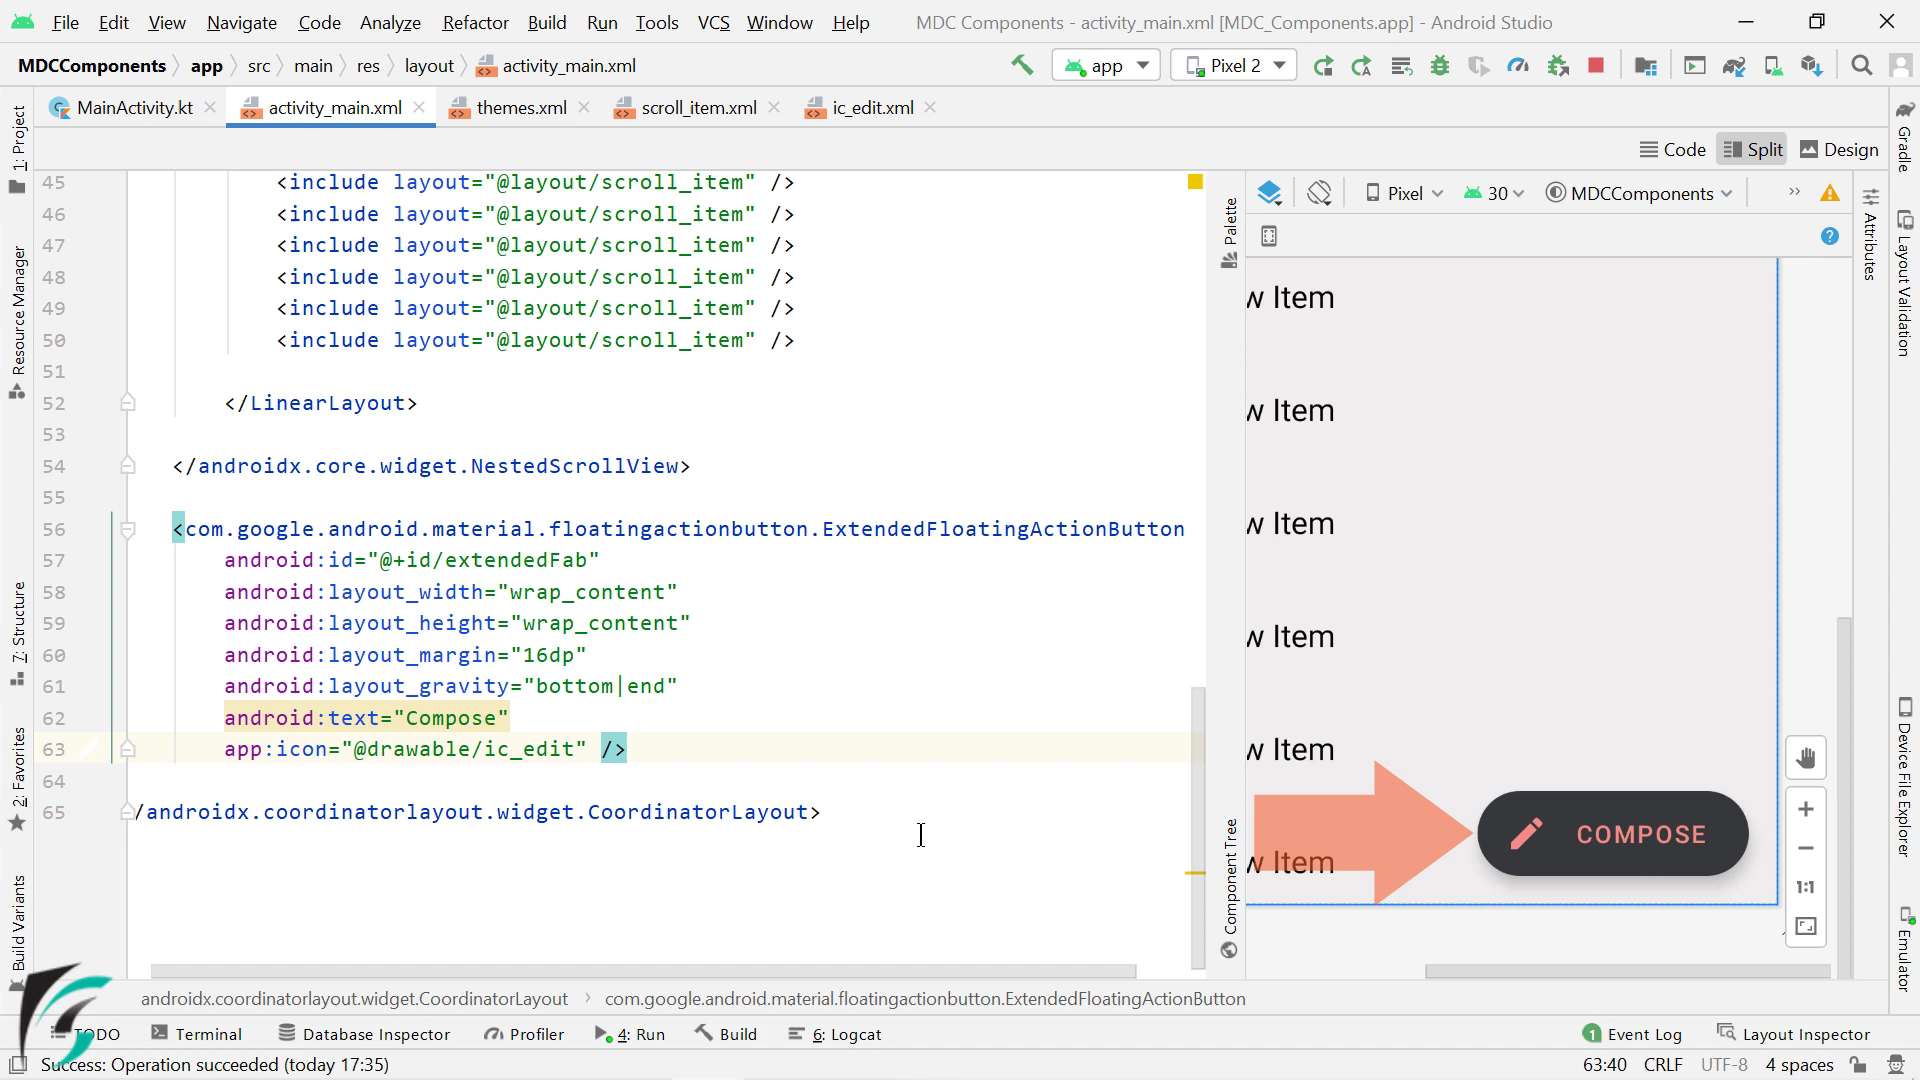 File Edit View Navigate Code Analyze Refactor Build Run Tools VCS Window Help MDC Components - activity_main.xml [MDC_Components.app] - Android Studio
MDCComponents app src main res layout activity_main.xml app Pixel 2
MainActivity.kt activity_main.xml themes.xml scroll_item.xml ic_edit.xml
Code Split Design
Pixel 30 MDCComponents
45 <include layout="@layout/scroll_item" />
46 <include layout="@layout/scroll_item" />
47 <include layout="@layout/scroll_item" />
48 <include layout="@layout/scroll_item" />
49 <include layout="@layout/scroll_item" />
50 <include layout="@layout/scroll_item" />
51
52 </LinearLayout>
53
54 </androidx.core.widget.NestedScrollView>
55
56 <com.google.android.material.floatingactionbutton.ExtendedFloatingActionButton
57 android:id="@+id/extendedFab"
58 android:layout_width="wrap_content"
59 android:layout_height="wrap_content"
60 android:layout_margin="16dp"
61 android:layout_gravity="bottom|end"
62 android:text="Compose"
63 app:icon="@drawable/ic_edit" />
64
65 /androidx.coordinatorlayout.widget.CoordinatorLayout>
w Item
w Item
w Item
w Item
w Item
w Item
COMPOSE
1:1
1: Project
Resource Manager
7: Structure
2: Favorites
Build Variants
Palette
Component Tree
Attributes
Gradle
Layout Validation
Device File Explorer
Emulator
androidx.coordinatorlayout.widget.CoordinatorLayout com.google.android.material.floatingactionbutton.ExtendedFloatingActionButton
TODO Terminal Database Inspector Profiler 4: Run Build 6: Logcat 1 Event Log Layout Inspector
Success: Operation succeeded (today 17:35) 63:40 CRLF UTF-8 4 spaces